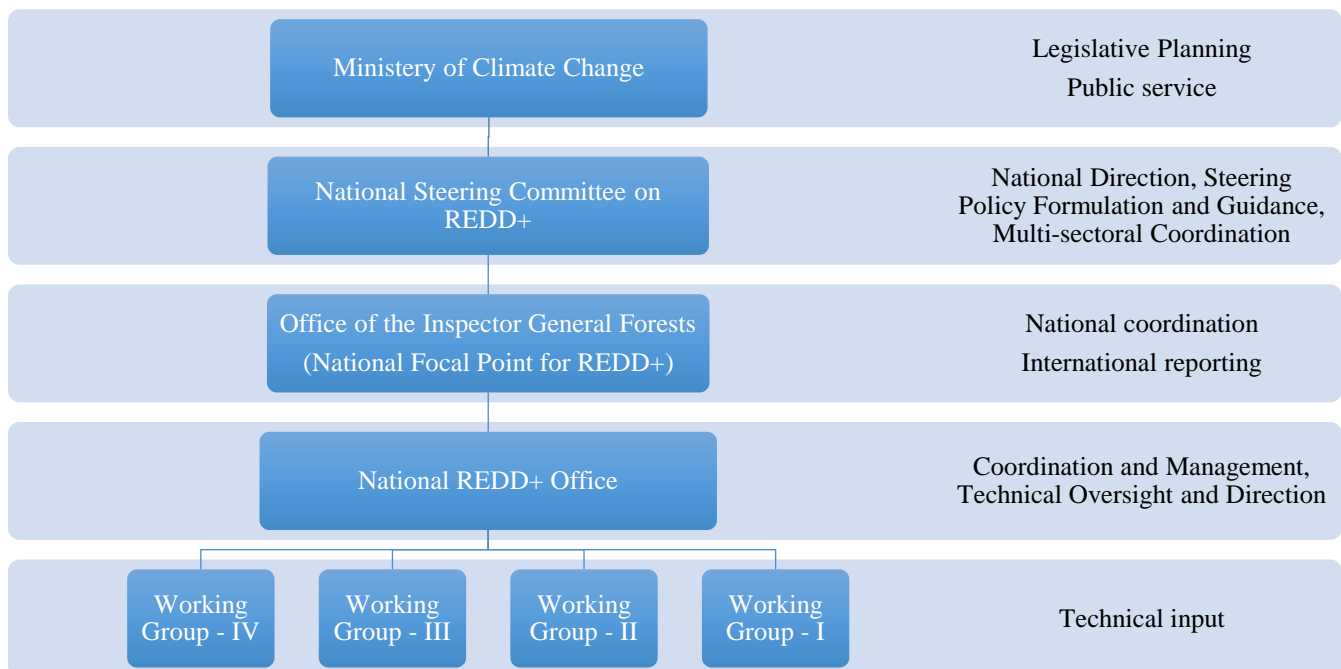 Ministery of Climate Change
Legislative Planning
Public service
National Steering Committee on
REDD+
National Direction, Steering
Policy Formulation and Guidance,
Multi-sectoral Coordination
Office of the Inspector General Forests
(National Focal Point for REDD+)
National coordination
International reporting
National REDD+ Office
Coordination and Management,
Technical Oversight and Direction
Working
Group - IV
Working
Group - III
Working
Group - II
Working
Group - I
Technical input